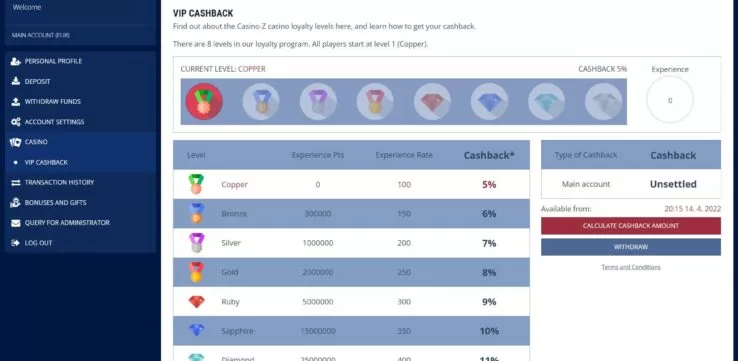 Welcome
MAIN ACCOUNT (EUR)
PERSONAL PROFILE
DEPOSIT
WITHDRAW FUNDS
ACCOUNT SETTINGS
CASINO
VIP CASHBACK
TRANSACTION HISTORY
BONUSES AND GIFTS
QUERY FOR ADMINISTRATOR
LOG OUT
VIP CASHBACK
Find out about the Casino-Z casino loyalty levels here, and learn how to get your cashback.
There are 8 levels in our loyalty program. All players start at level 1 (Copper).
CURRENT LEVEL: COPPER CASHBACK 5%
Experience
0
Level Experience Pts Experience Rate Cashback*
Copper 0 100 5%
Bronze 300000 150 6%
Silver 1000000 200 7%
Gold 2000000 250 8%
Ruby 5000000 300 9%
Sapphire 15000000 350 10%
Diamond 25000000 400 11%
Type of Cashback Cashback
Main account Unsettled
Available from: 20:15 14. 4. 2022
CALCULATE CASHBACK AMOUNT
WITHDRAW
Terms and Conditions